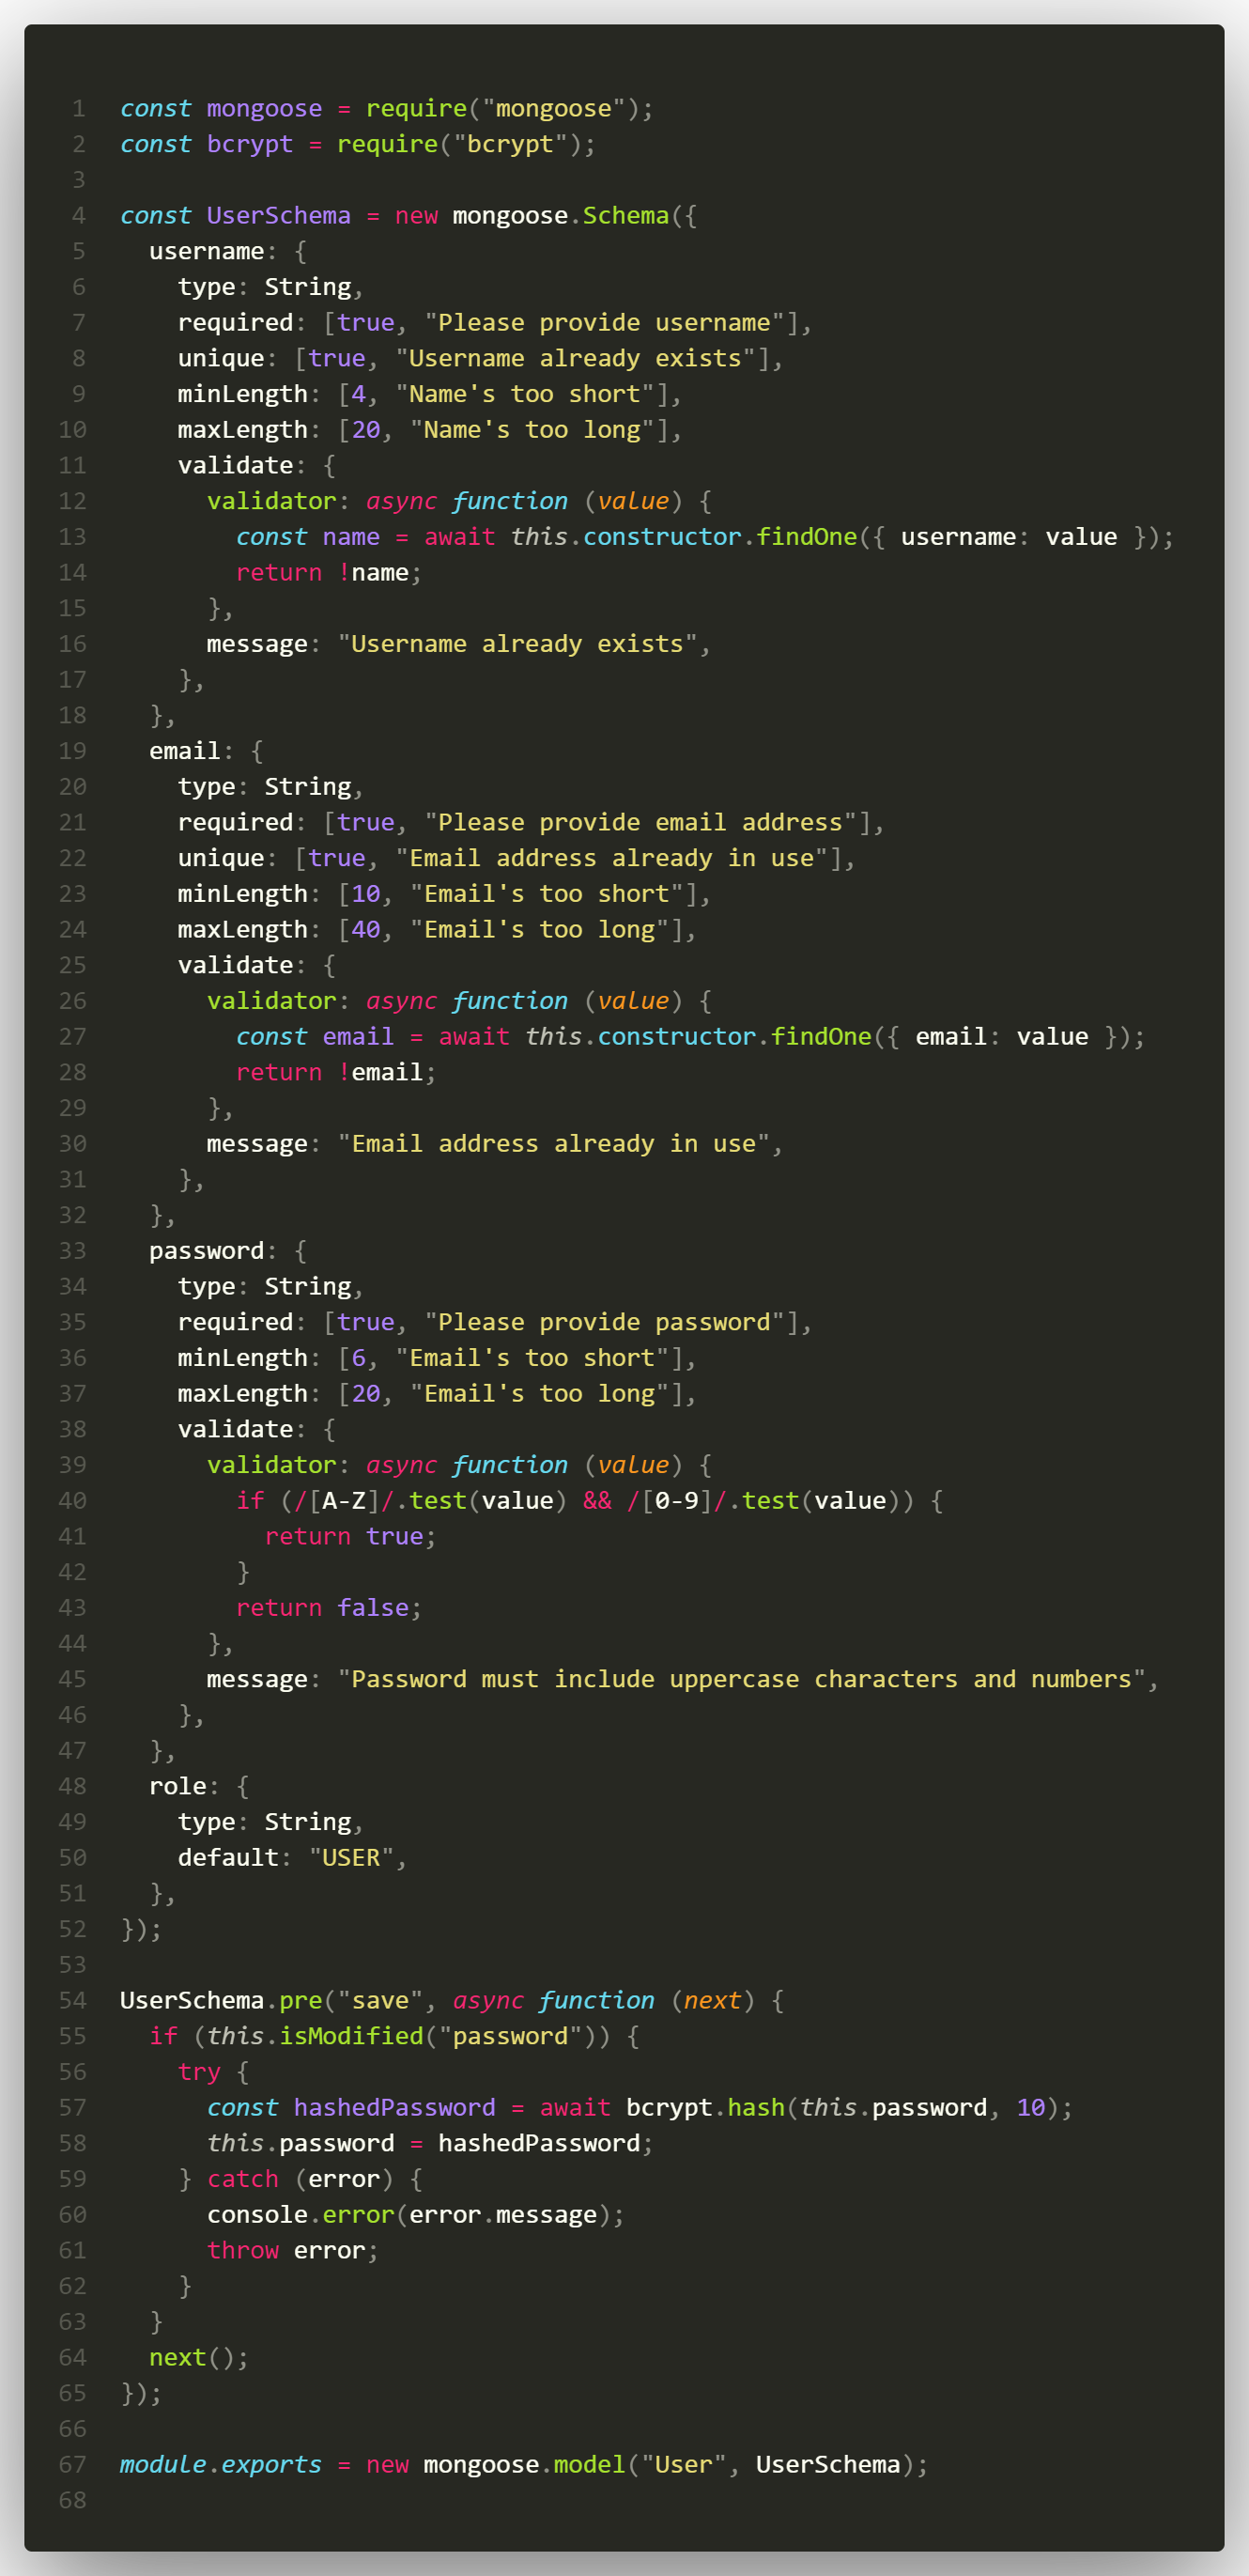 1 const mongoose = require("mongoose");
2 const bcrypt = require("bcrypt");
3
4 const UserSchema = new mongoose.Schema({
5   username: {
6     type: String,
7     required: [true, "Please provide username"],
8     unique: [true, "Username already exists"],
9     minLength: [4, "Name's too short"],
10     maxLength: [20, "Name's too long"],
11     validate: {
12       validator: async function (value) {
13         const name = await this.constructor.findOne({ username: value });
14         return !name;
15       },
16       message: "Username already exists",
17     },
18   },
19   email: {
20     type: String,
21     required: [true, "Please provide email address"],
22     unique: [true, "Email address already in use"],
23     minLength: [10, "Email's too short"],
24     maxLength: [40, "Email's too long"],
25     validate: {
26       validator: async function (value) {
27         const email = await this.constructor.findOne({ email: value });
28         return !email;
29       },
30       message: "Email address already in use",
31     },
32   },
33   password: {
34     type: String,
35     required: [true, "Please provide password"],
36     minLength: [6, "Email's too short"],
37     maxLength: [20, "Email's too long"],
38     validate: {
39       validator: async function (value) {
40         if (/[A-Z]/.test(value) && /[0-9]/.test(value)) {
41           return true;
42         }
43         return false;
44       },
45       message: "Password must include uppercase characters and numbers",
46     },
47   },
48   role: {
49     type: String,
50     default: "USER",
51   },
52 });
53
54 UserSchema.pre("save", async function (next) {
55   if (this.isModified("password")) {
56     try {
57       const hashedPassword = await bcrypt.hash(this.password, 10);
58       this.password = hashedPassword;
59     } catch (error) {
60       console.error(error.message);
61       throw error;
62     }
63   }
64   next();
65 });
66
67 module.exports = new mongoose.model("User", UserSchema);
68